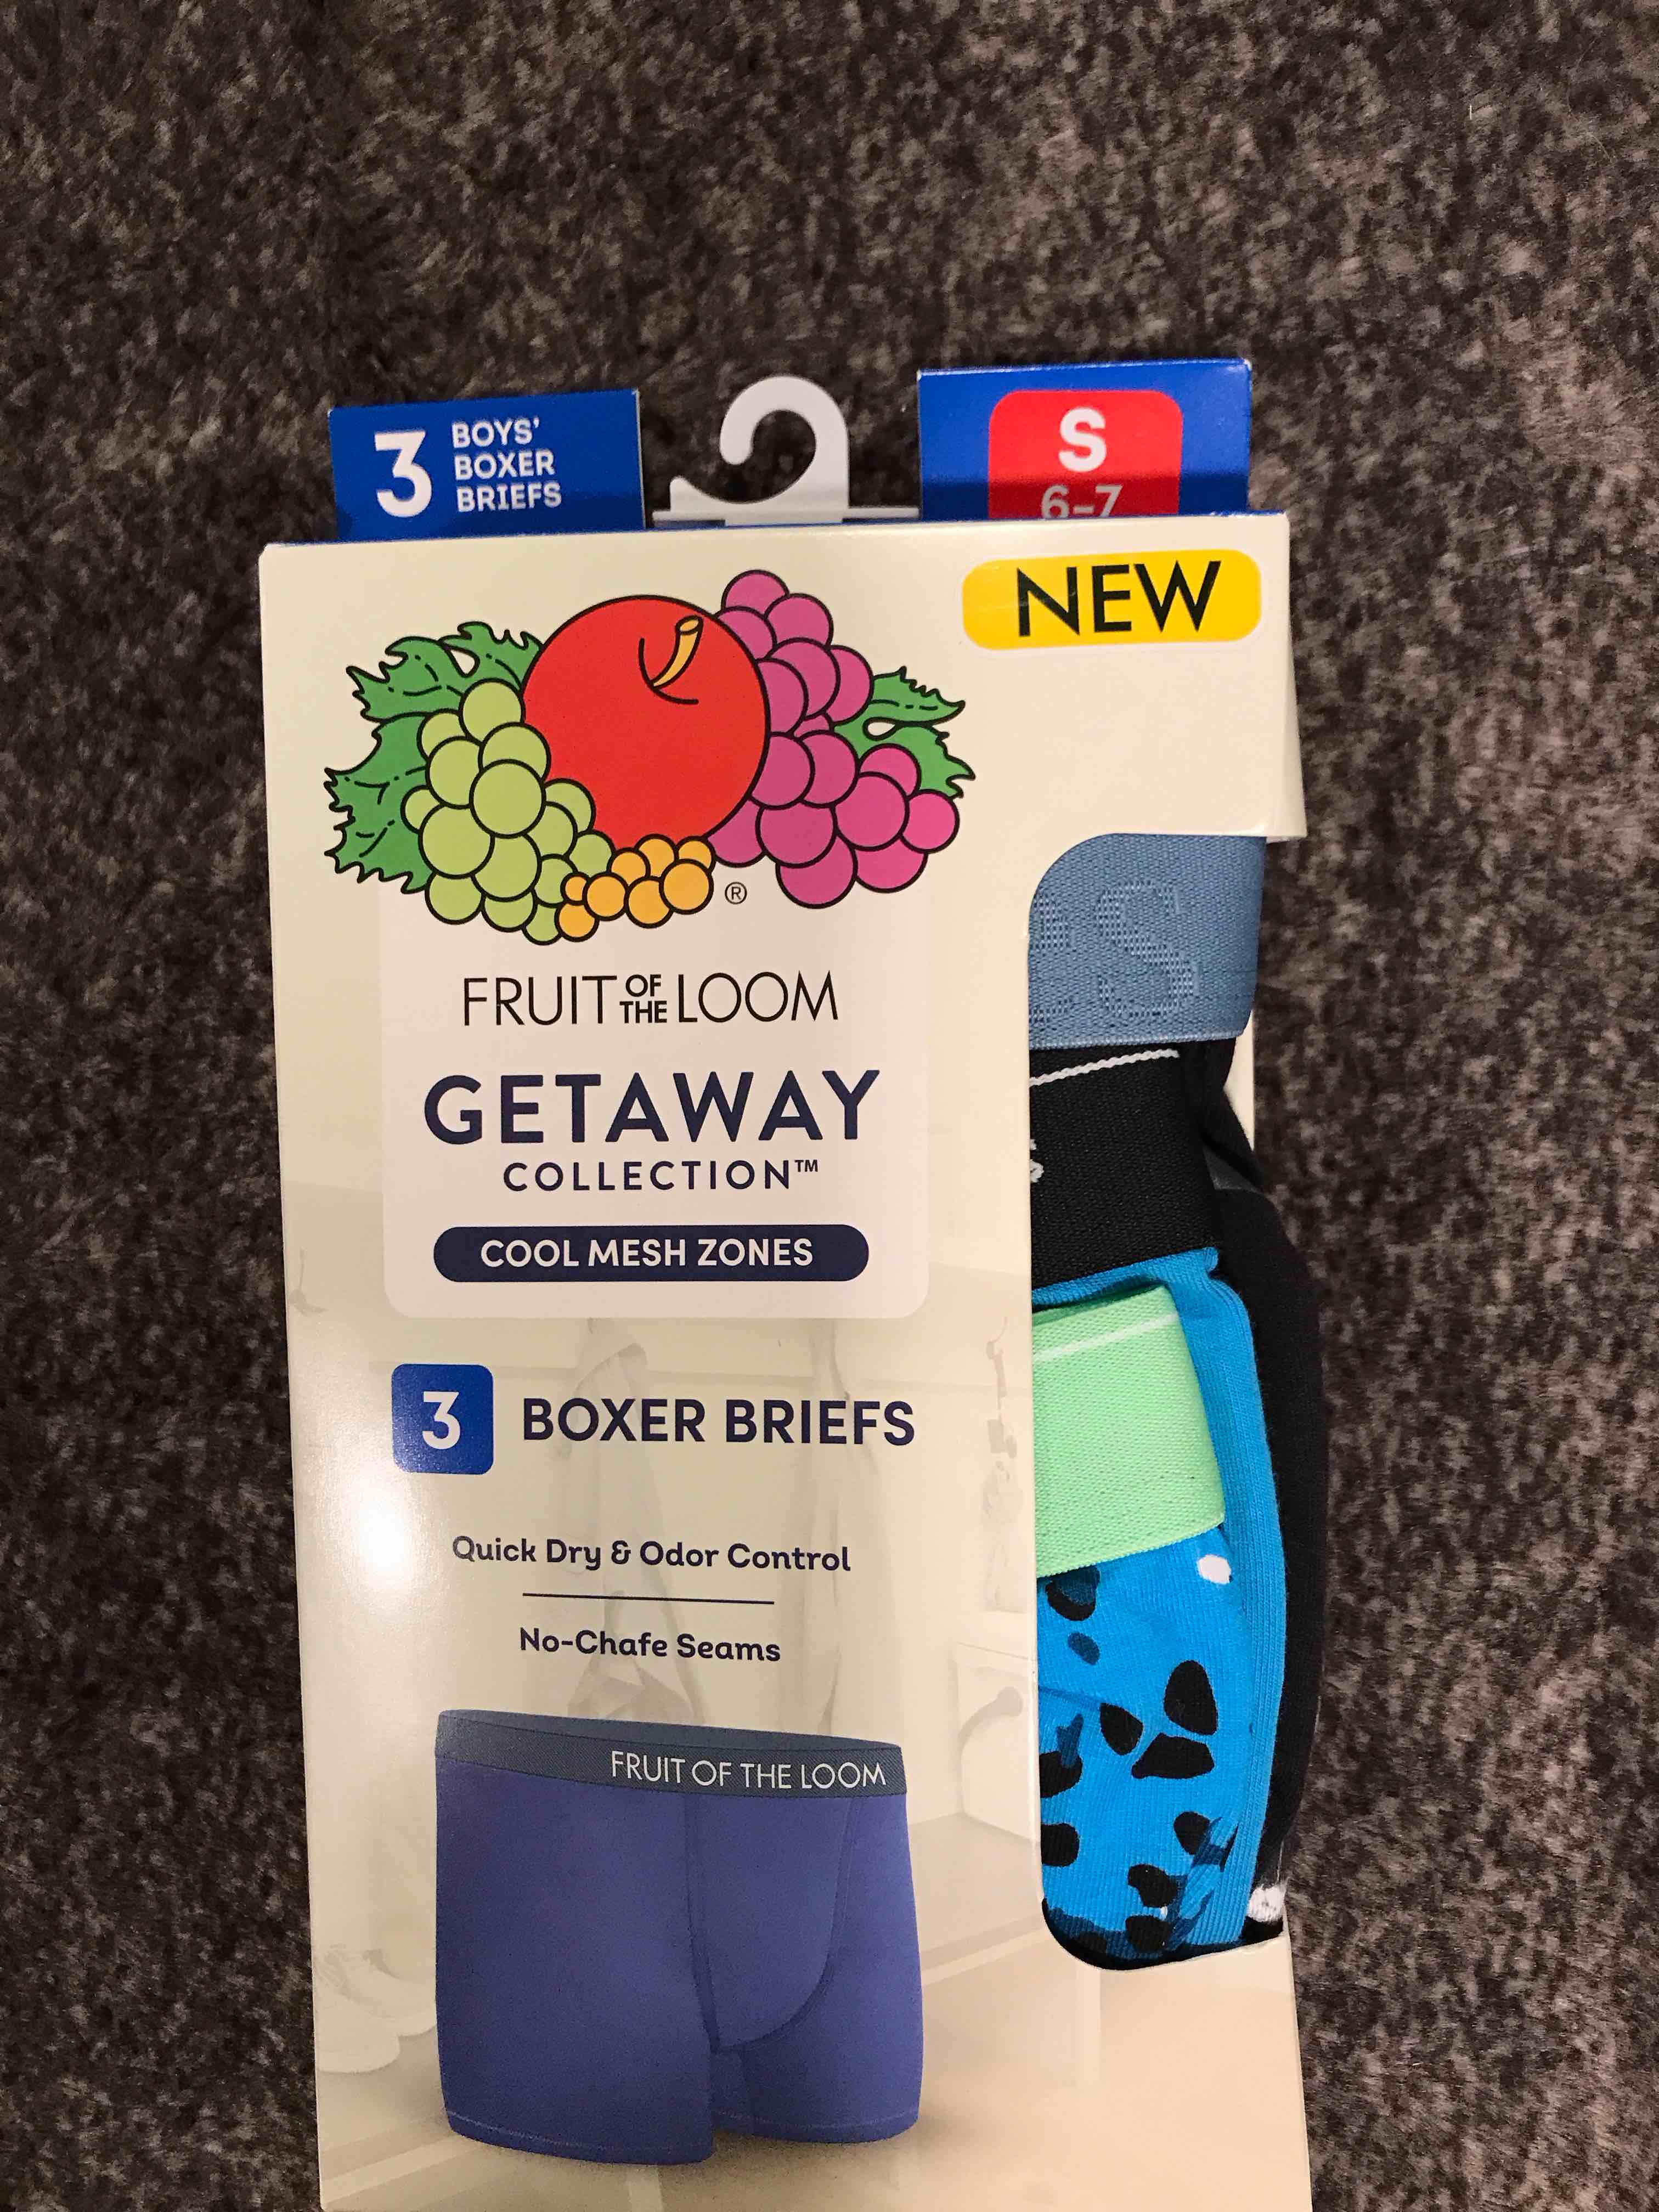 3 BOYS'
BOXER
BRIEFS
S
6-7
NEW
®
FRUIT OF THE LOOM
GETAWAY
COLLECTION™
COOL MESH ZONES
3 BOXER BRIEFS
Quick Dry & Odor Control
No-Chafe Seams
FRUIT OF THE LOOM
S